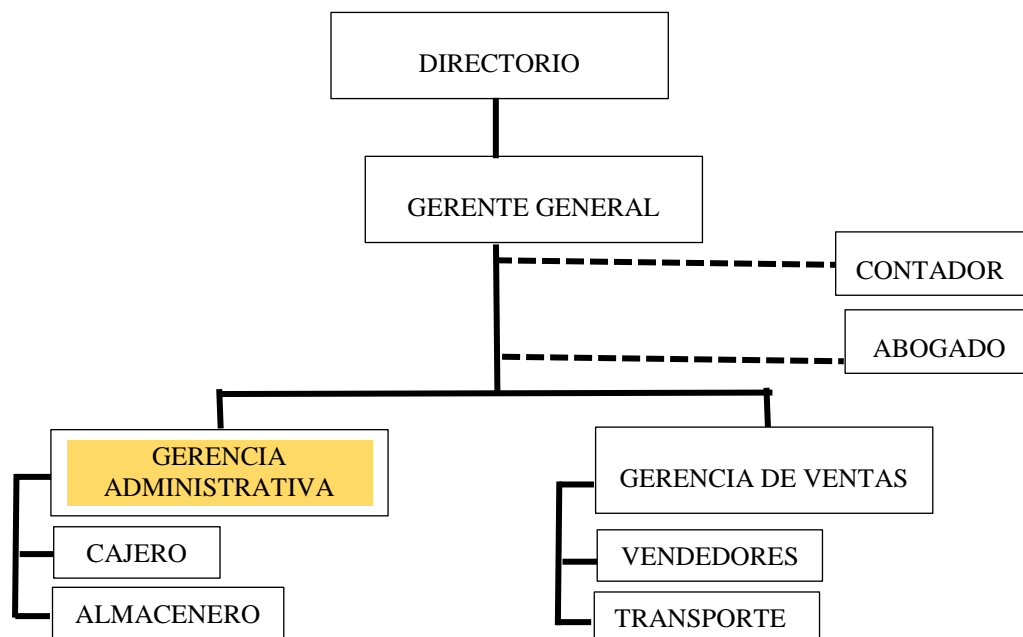 DIRECTORIO
GERENTE GENERAL
CONTADOR
ABOGADO
GERENCIA
ADMINISTRATIVA
GERENCIA DE VENTAS
CAJERO
VENDEDORES
ALMACENERO
TRANSPORTE